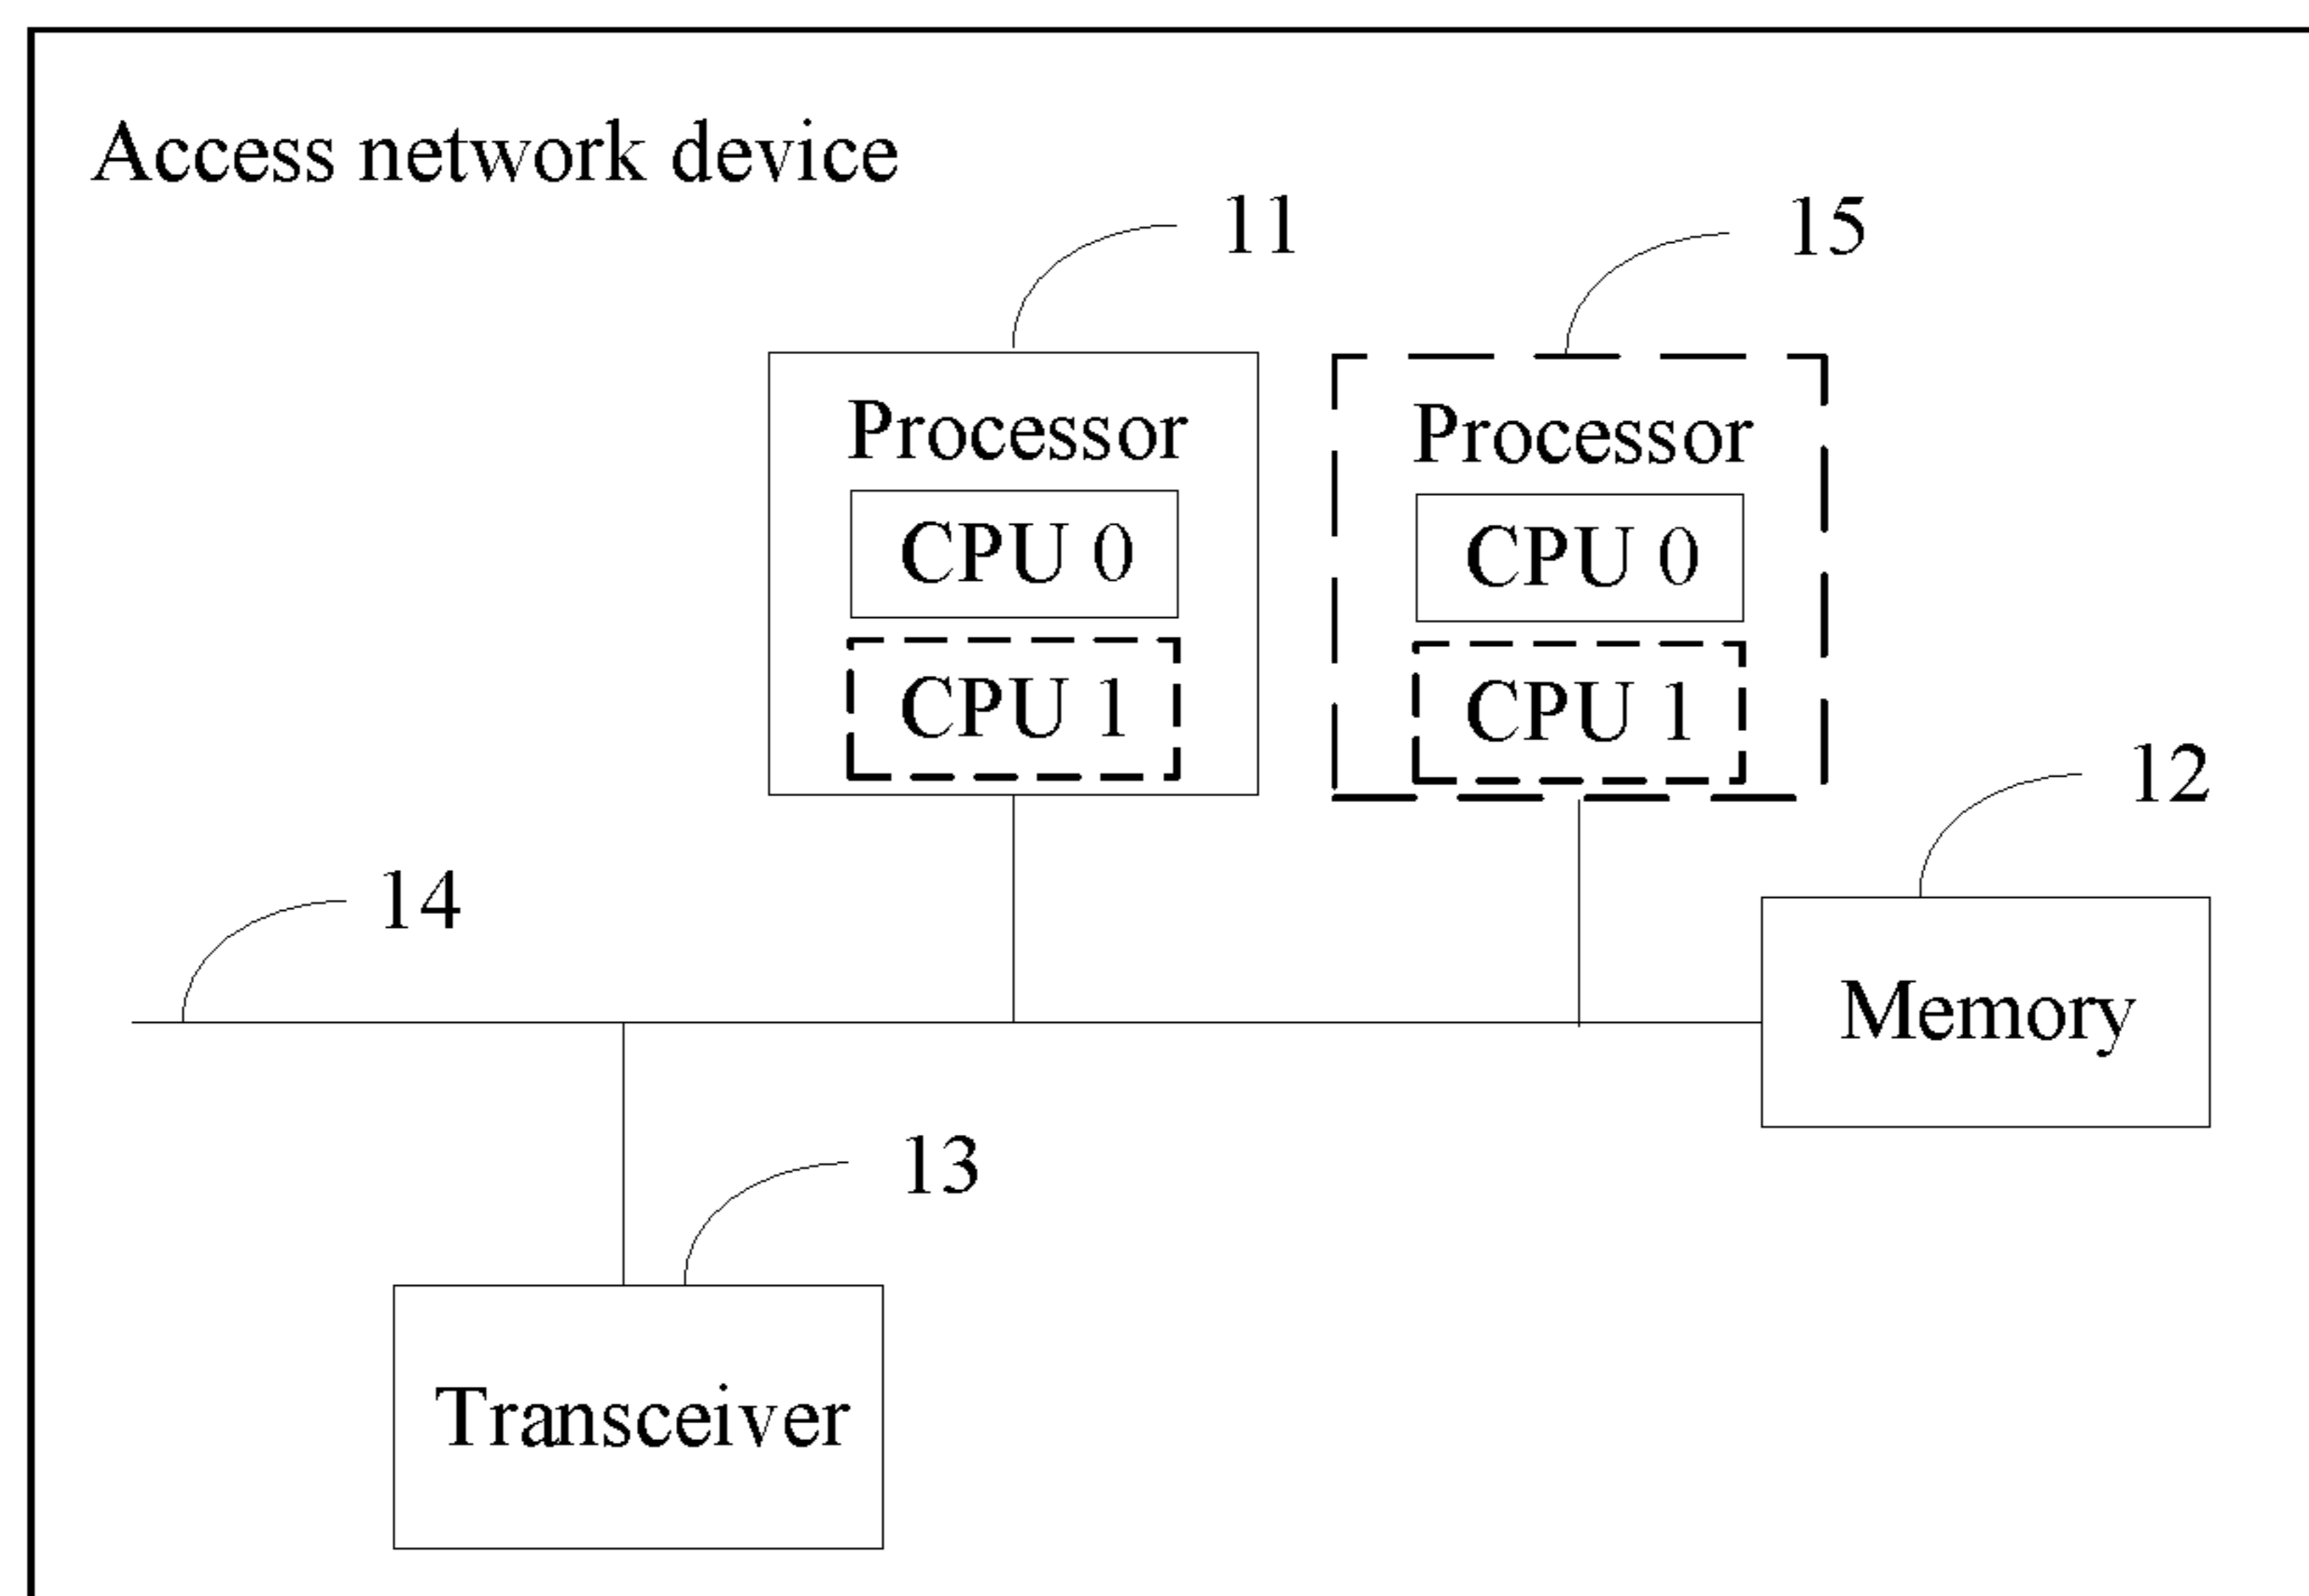 Access network device
11
15
Processor
CPU 0
CPU 1
Processor
CPU 0
CPU 1
12
14
Memory
13
Transceiver